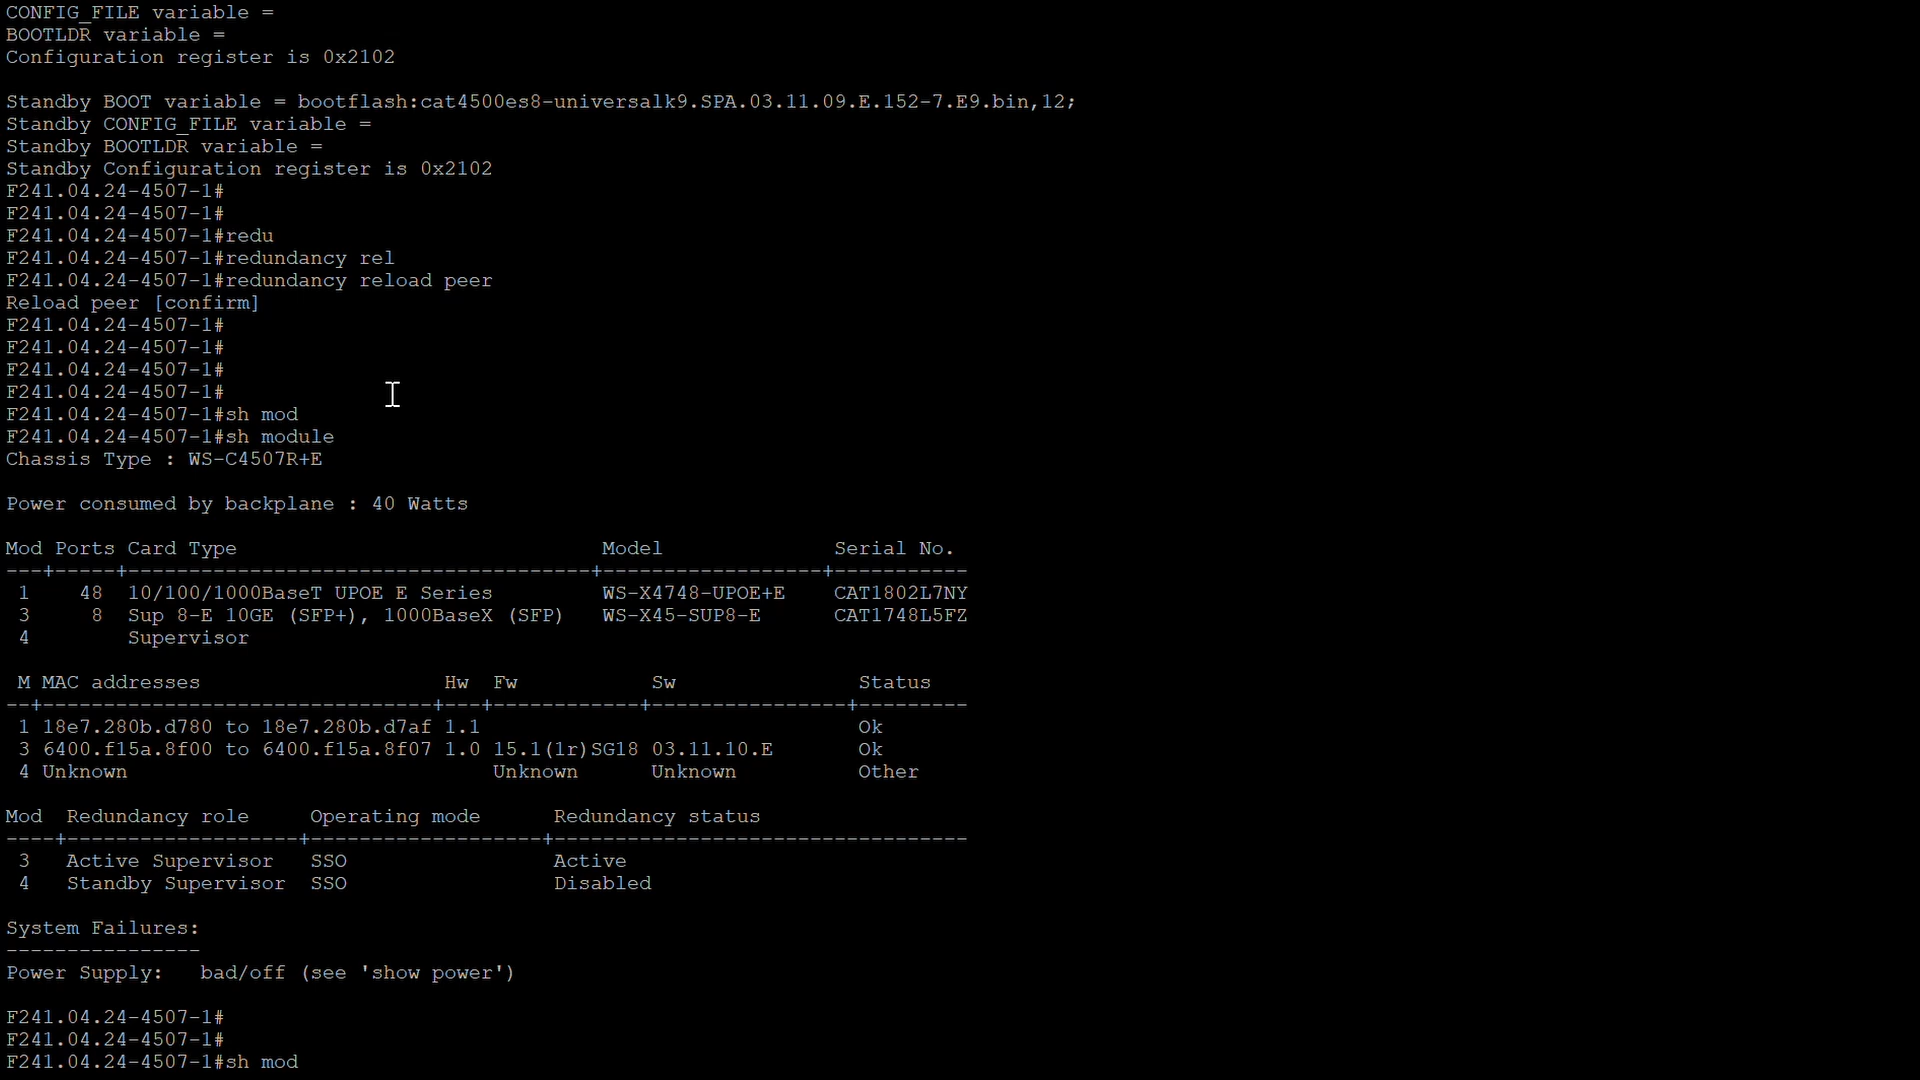 CONFIG_FILE variable =
BOOTLDR variable =
Configuration register is 0x2102
Standby BOOT variable = bootflash:cat4500es8-universalk9.SPA.03.11.09.E.152-7.E9.bin,12;
Standby CONFIG_FILE variable =
Standby BOOTLDR variable =
Standby Configuration register is 0x2102
F241.04.24-4507-1#
F241.04.24-4507-1#
F241.04.24-4507-1#redu
F241.04.24-4507-1#redundancy rel
F241.04.24-4507-1#redundancy reload peer
Reload peer [confirm]
F241.04.24-4507-1#
F241.04.24-4507-1#
F241.04.24-4507-1#
F241.04.24-4507-1#
F241.04.24-4507-1#sh mod
F241.04.24-4507-1#sh module
Chassis Type : WS-C4507R+E
Power consumed by backplane : 40 Watts
Mod Ports Card Type                              Model              Serial No.
---+-----+--------------------------------------+------------------+-----------
 1    48  10/100/1000BaseT UPOE E Series         WS-X4748-UPOE+E    CAT1802L7NY
 3     8  Sup 8-E 10GE (SFP+), 1000BaseX (SFP)   WS-X45-SUP8-E      CAT1748L5FZ
 4        Supervisor
 M MAC addresses                    Hw  Fw           Sw               Status
--+--------------------------------+---+------------+----------------+---------
 1 18e7.280b.d780 to 18e7.280b.d7af 1.1                               Ok
 3 6400.f15a.8f00 to 6400.f15a.8f07 1.0 15.1(1r)SG18 03.11.10.E       Ok
 4 Unknown                              Unknown      Unknown          Other
Mod  Redundancy role     Operating mode      Redundancy status
----+-------------------+-------------------+----------------------------------
 3   Active Supervisor   SSO                 Active
 4   Standby Supervisor  SSO                 Disabled
System Failures:
----------------
Power Supply:   bad/off (see 'show power')
F241.04.24-4507-1#
F241.04.24-4507-1#
F241.04.24-4507-1#sh mod